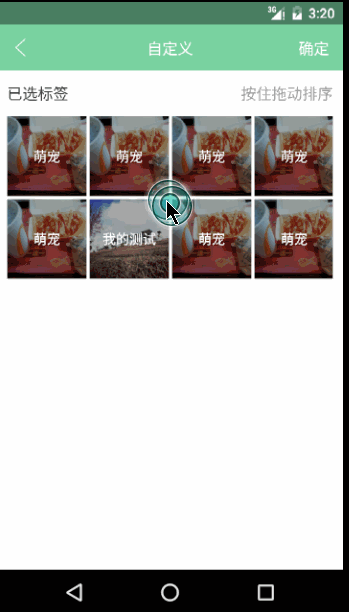 3G 3:20
自定义 确定
已选标签 按住拖动排序
萌宠 萌宠 萌宠 萌宠
萌宠 我的测试 萌宠 萌宠